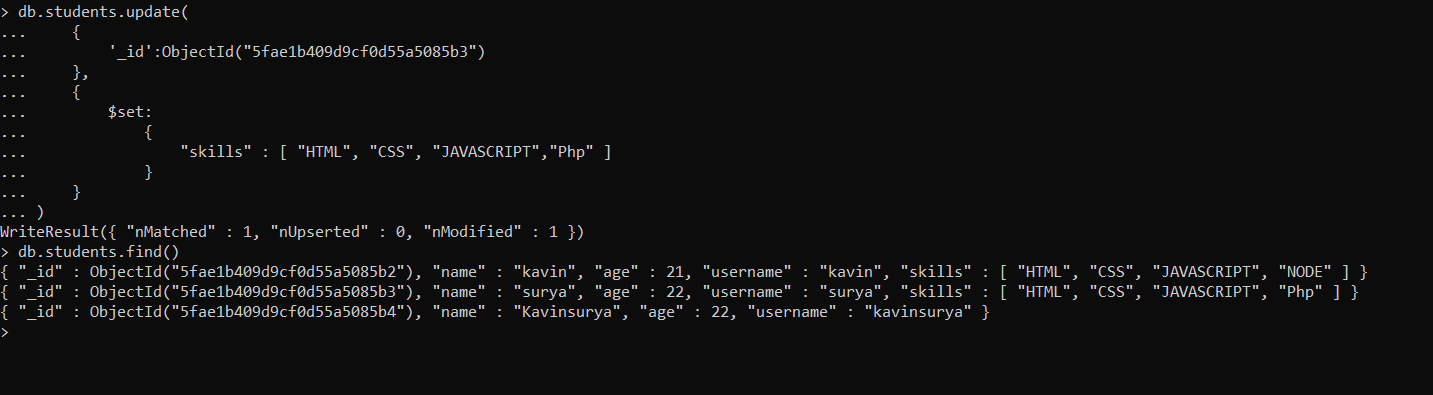 > db.students.update(
...     {
...         '_id':ObjectId("5fae1b409d9cf0d55a5085b3")
...     },
...     {
...         $set:
...             {
...                 "skills" : [ "HTML", "CSS", "JAVASCRIPT","Php" ]
...             }
...     }
... )
WriteResult({ "nMatched" : 1, "nUpserted" : 0, "nModified" : 1 })
> db.students.find()
{ "_id" : ObjectId("5fae1b409d9cf0d55a5085b2"), "name" : "kavin", "age" : 21, "username" : "kavin", "skills" : [ "HTML", "CSS", "JAVASCRIPT", "NODE" ] }
{ "_id" : ObjectId("5fae1b409d9cf0d55a5085b3"), "name" : "surya", "age" : 22, "username" : "surya", "skills" : [ "HTML", "CSS", "JAVASCRIPT", "Php" ] }
{ "_id" : ObjectId("5fae1b409d9cf0d55a5085b4"), "name" : "Kavinsurya", "age" : 22, "username" : "kavinsurya" }
>